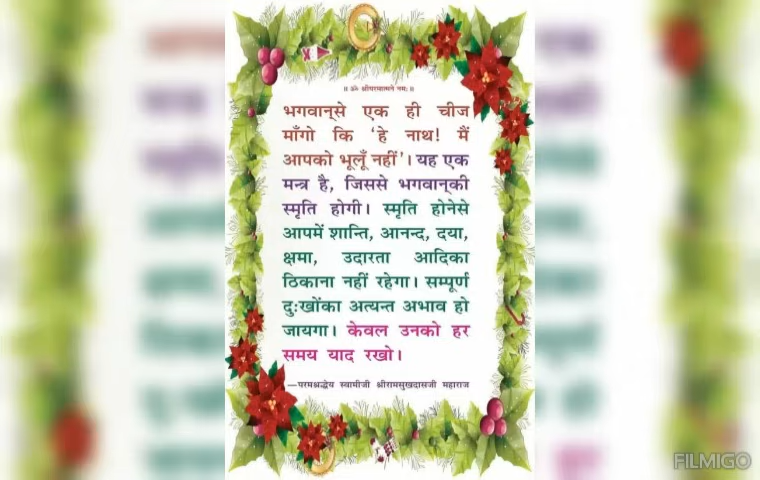 ॥ ॐ श्रीपरमात्मने नमः ॥
भगवान्‌से एक ही चीज
माँगो कि 'हे नाथ! मैं
आपको भूलूँ नहीं'। यह एक
मन्त्र है, जिससे भगवान्‌की
स्मृति होगी। स्मृति होनेसे
आपमें शान्ति, आनन्द, दया,
क्षमा, उदारता आदिका
ठिकाना नहीं रहेगा। सम्पूर्ण
दुःखोंका अत्यन्त अभाव हो
जायगा। केवल उनको हर
समय याद रखो।
—परमश्रद्धेय स्वामीजी श्रीरामसुखदासजी महाराज
FILMIGO